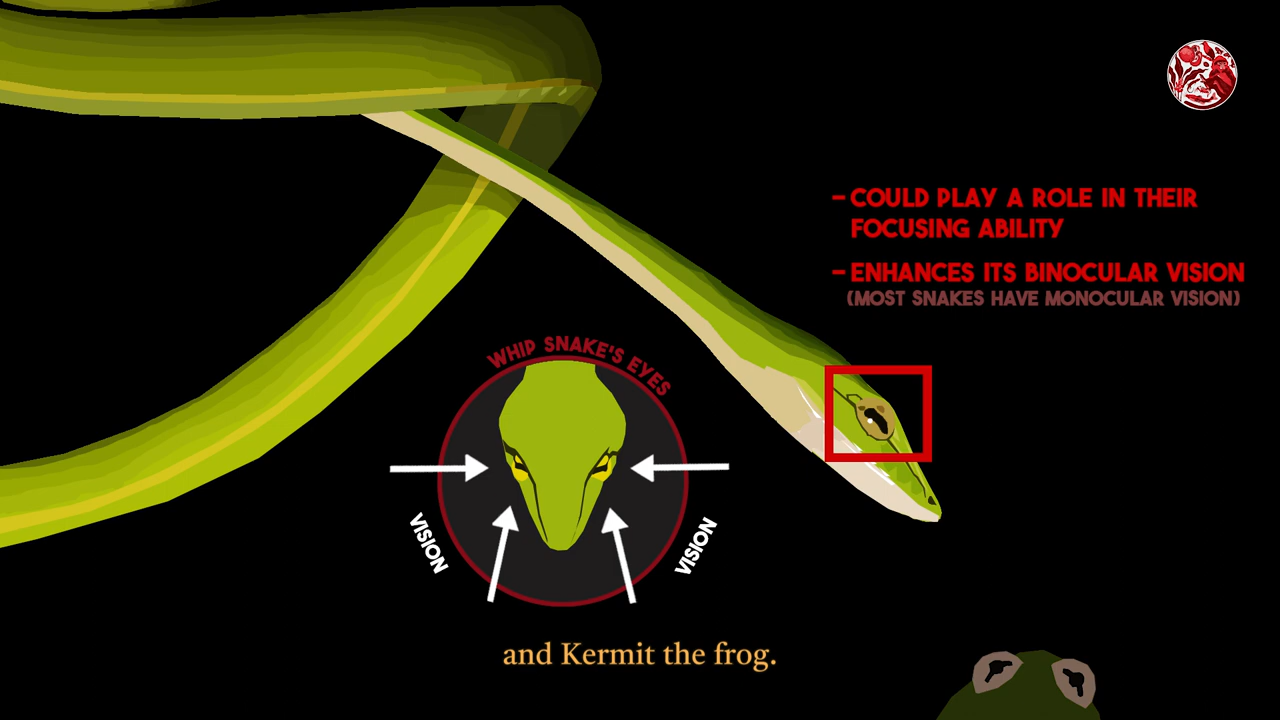 - COULD PLAY A ROLE IN THEIR
FOCUSING ABILITY
- ENHANCES ITS BINOCULAR VISION
(MOST SNAKES HAVE MONOCULAR VISION)
WHIP SNAKE'S EYES
VISION
VISION
and Kermit the frog.